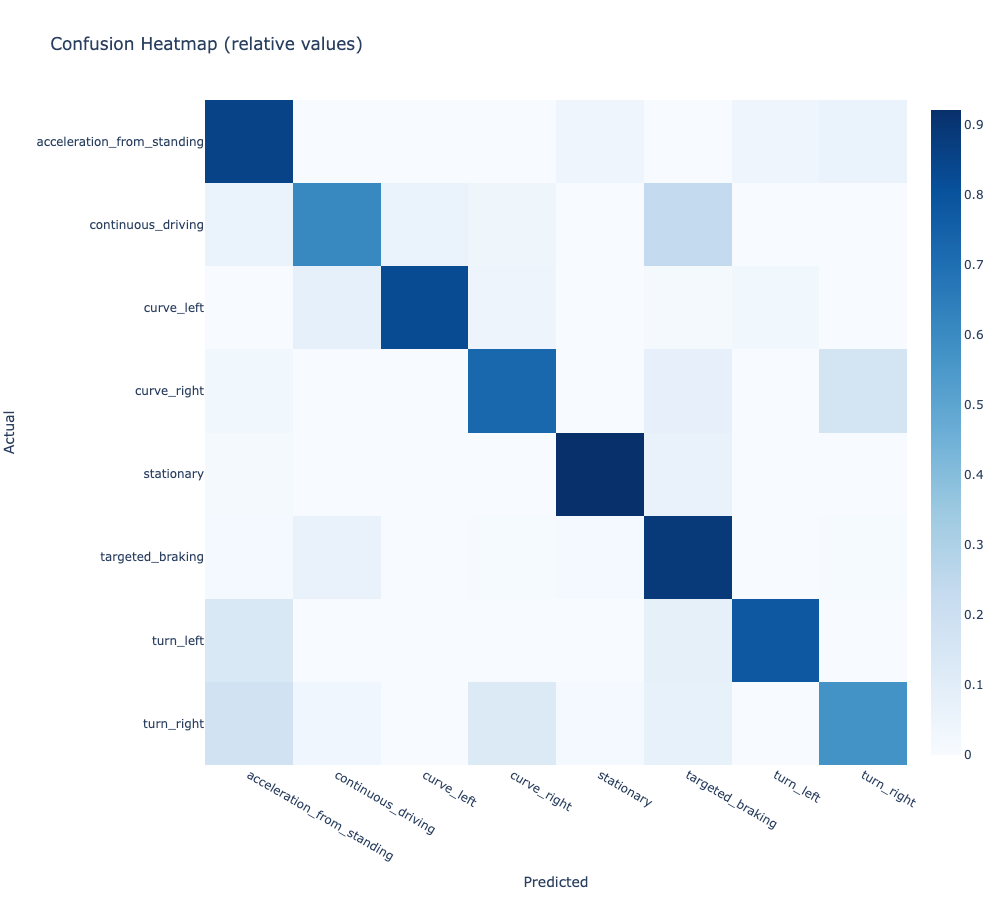 Confusion Heatmap (relative values)
acceleration_from_standing
continuous_driving
curve_left
curve_right
stationary
targeted_braking
turn_left
turn_right
Actual
acceleration_from_standing
continuous_driving
curve_left
curve_right
stationary
targeted_braking
turn_left
turn_right
Predicted
0.9
0.8
0.7
0.6
0.5
0.4
0.3
0.2
0.1
0